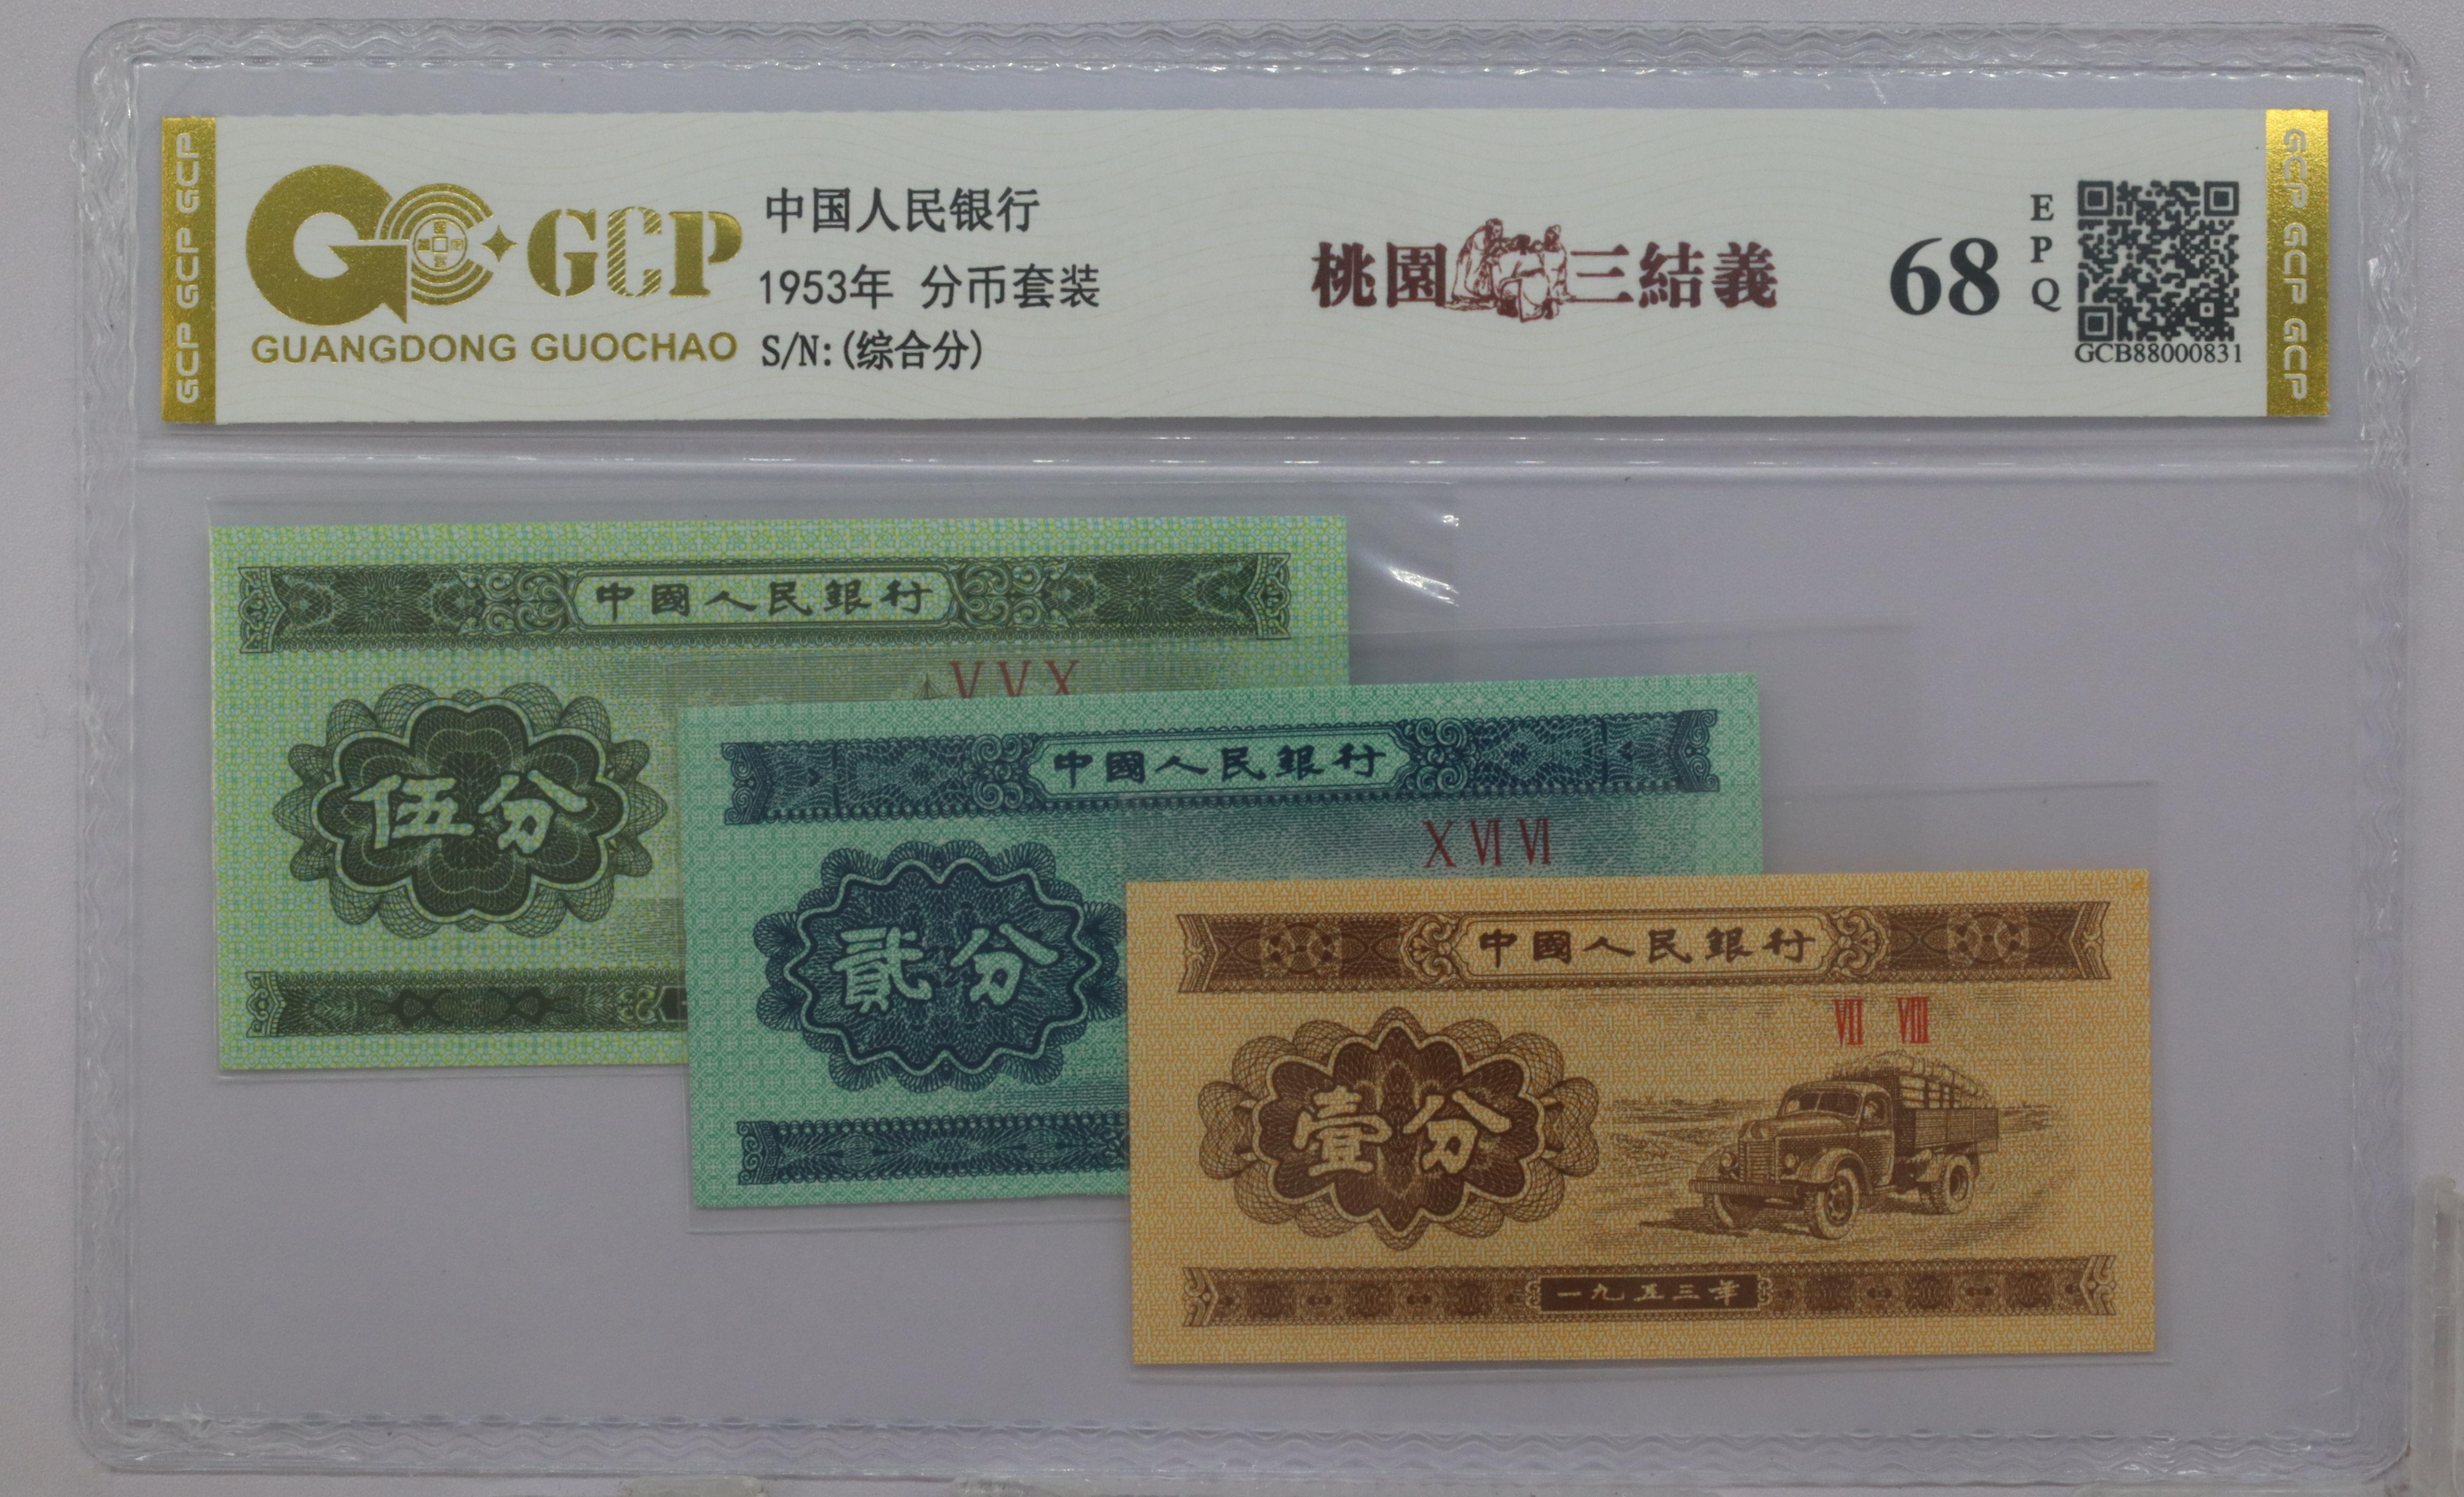 GCP GCP GCP
GCP
GUANGDONG GUOCHAO
中国人民银行
1953年 分币套装
S/N:(综合分)
桃園三結義
68
EPQ
GCB88000831
GCP GCP GCP
中國人民銀行
V V X
伍分
中國人民銀行
X VI VI
貳分
中國人民銀行
VII VIII
壹分
一九五三年